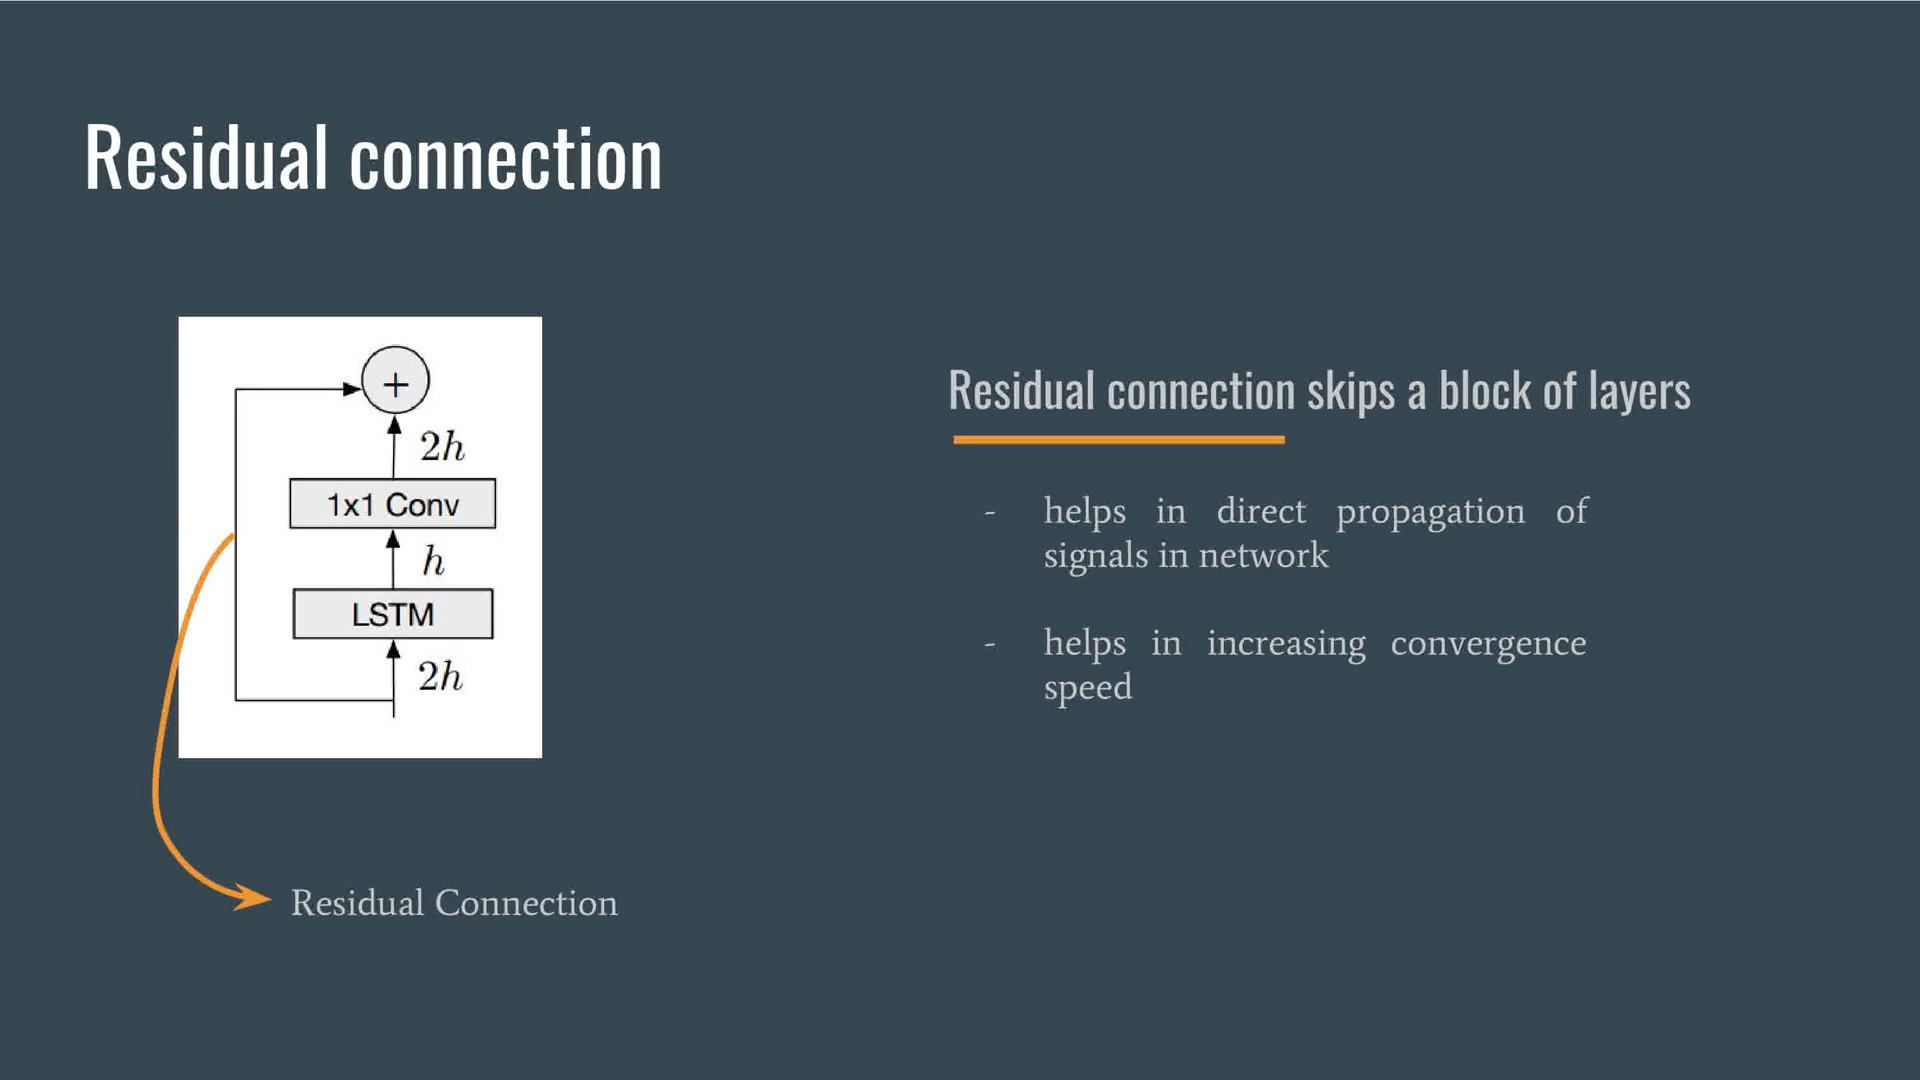 Residual connection
+
2h
1x1 Conv
h
LSTM
2h
Residual Connection
Residual connection skips a block of layers
- helps in direct propagation of
signals in network
- helps in increasing convergence
speed